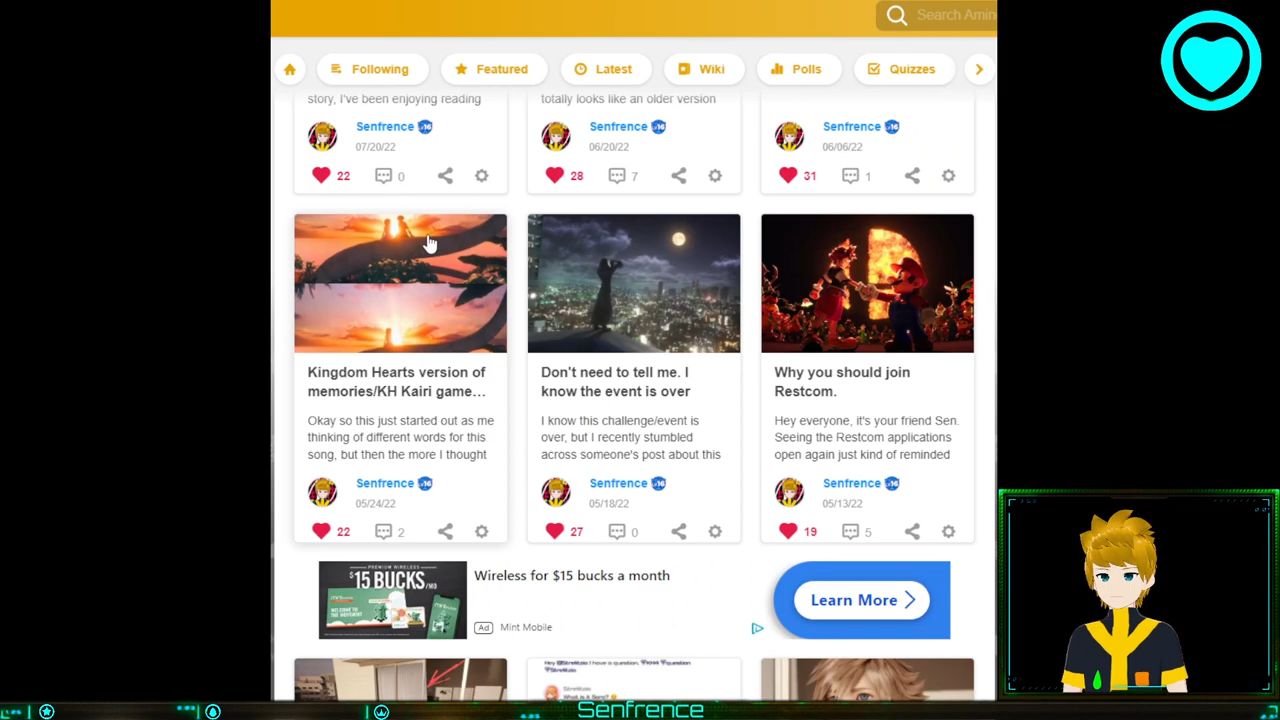 Search Amin
Following
Featured
Latest
Wiki
Polls
Quizzes
story, I've been enjoying reading
Senfrence
07/20/22
22
0
totally looks like an older version
Senfrence
06/20/22
28
7
Senfrence
06/06/22
31
1
Kingdom Hearts version of
memories/KH Kairi game…
Okay so this just started out as me
thinking of different words for this
song, but then the more I thought
Senfrence
05/24/22
22
2
Don't need to tell me. I
know the event is over
I know this challenge/event is
over, but I recently stumbled
across someone's post about this
Senfrence
05/18/22
27
0
Why you should join
Restcom.
Hey everyone, it's your friend Sen.
Seeing the Restcom applications
open again just kind of reminded
Senfrence
05/13/22
19
5
PREMIUM WIRELESS
$15 BUCKS/MO
Wireless for $15 bucks a month
Ad Mint Mobile
Learn More
Senfrence